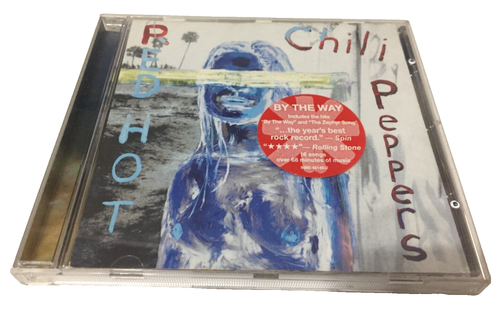 RED HOT
Chili
Peppers
BY THE WAY
Includes the hits
"By The Way" and "The Zephyr Song"
"...the year's best
rock record." — Spin
"★★★★" — Rolling Stone
16 songs
over 68 minutes of music